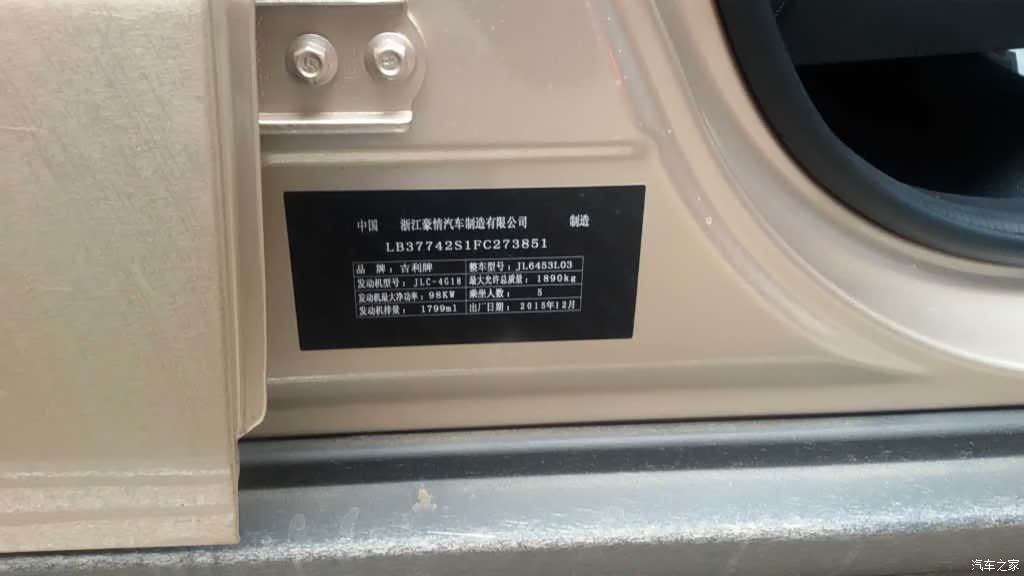 中国 浙江豪情汽车制造有限公司 制造
LB37742S1FC273851
品 牌：吉利牌 整车型号：JL6453L03
发动机型号：JLC-4G18 最大允许总质量：1890kg
发动机最大净功率：98KW 乘坐人数： 5
发动机排量： 1799ml 出厂日期：2015年12月
汽车之家